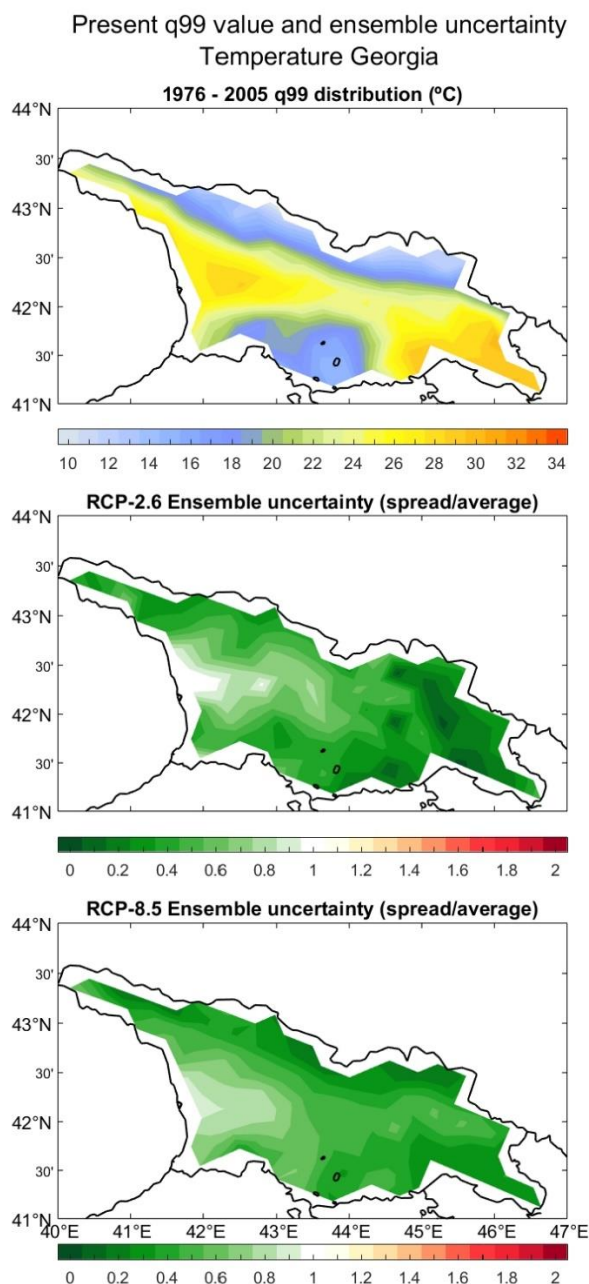 Present q99 value and ensemble uncertainty
Temperature Georgia
1976 - 2005 q99 distribution (ºC)
44°N
30'
43°N
30'
42°N
30'
41°N
10 12 14 16 18 20 22 24 26 28 30 32 34
RCP-2.6 Ensemble uncertainty (spread/average)
44°N
30'
43°N
30'
42°N
30'
41°N
0 0.2 0.4 0.6 0.8 1 1.2 1.4 1.6 1.8 2
RCP-8.5 Ensemble uncertainty (spread/average)
44°N
30'
43°N
30'
42°N
30'
41°N
40°E 41°E 42°E 43°E 44°E 45°E 46°E 47°E
0 0.2 0.4 0.6 0.8 1 1.2 1.4 1.6 1.8 2